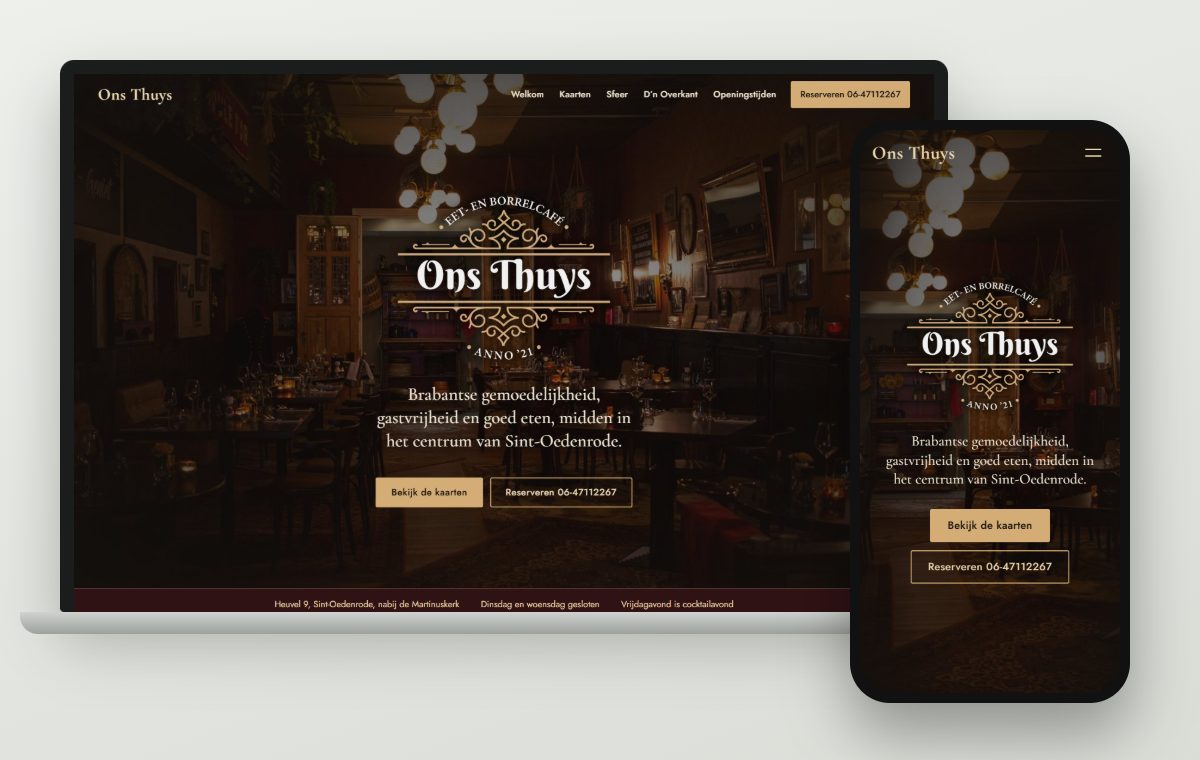 Ons Thuys
Welkom Kaarten Sfeer D'n Overkant Openingstijden Reserveren 06-47112267
EET- EN BORRELCAFÉ
Ons Thuys
ANNO '21
Brabantse gemoedelijkheid,
gastvrijheid en goed eten, midden in
het centrum van Sint-Oedenrode.
Bekijk de kaarten Reserveren 06-47112267
Heuvel 9, Sint-Oedenrode, nabij de Martinuskerk Dinsdag en woensdag gesloten Vrijdagavond is cocktailavond
Ons Thuys
EET- EN BORRELCAFÉ
Ons Thuys
ANNO '21
Brabantse gemoedelijkheid,
gastvrijheid en goed eten, midden in
het centrum van Sint-Oedenrode.
Bekijk de kaarten
Reserveren 06-47112267